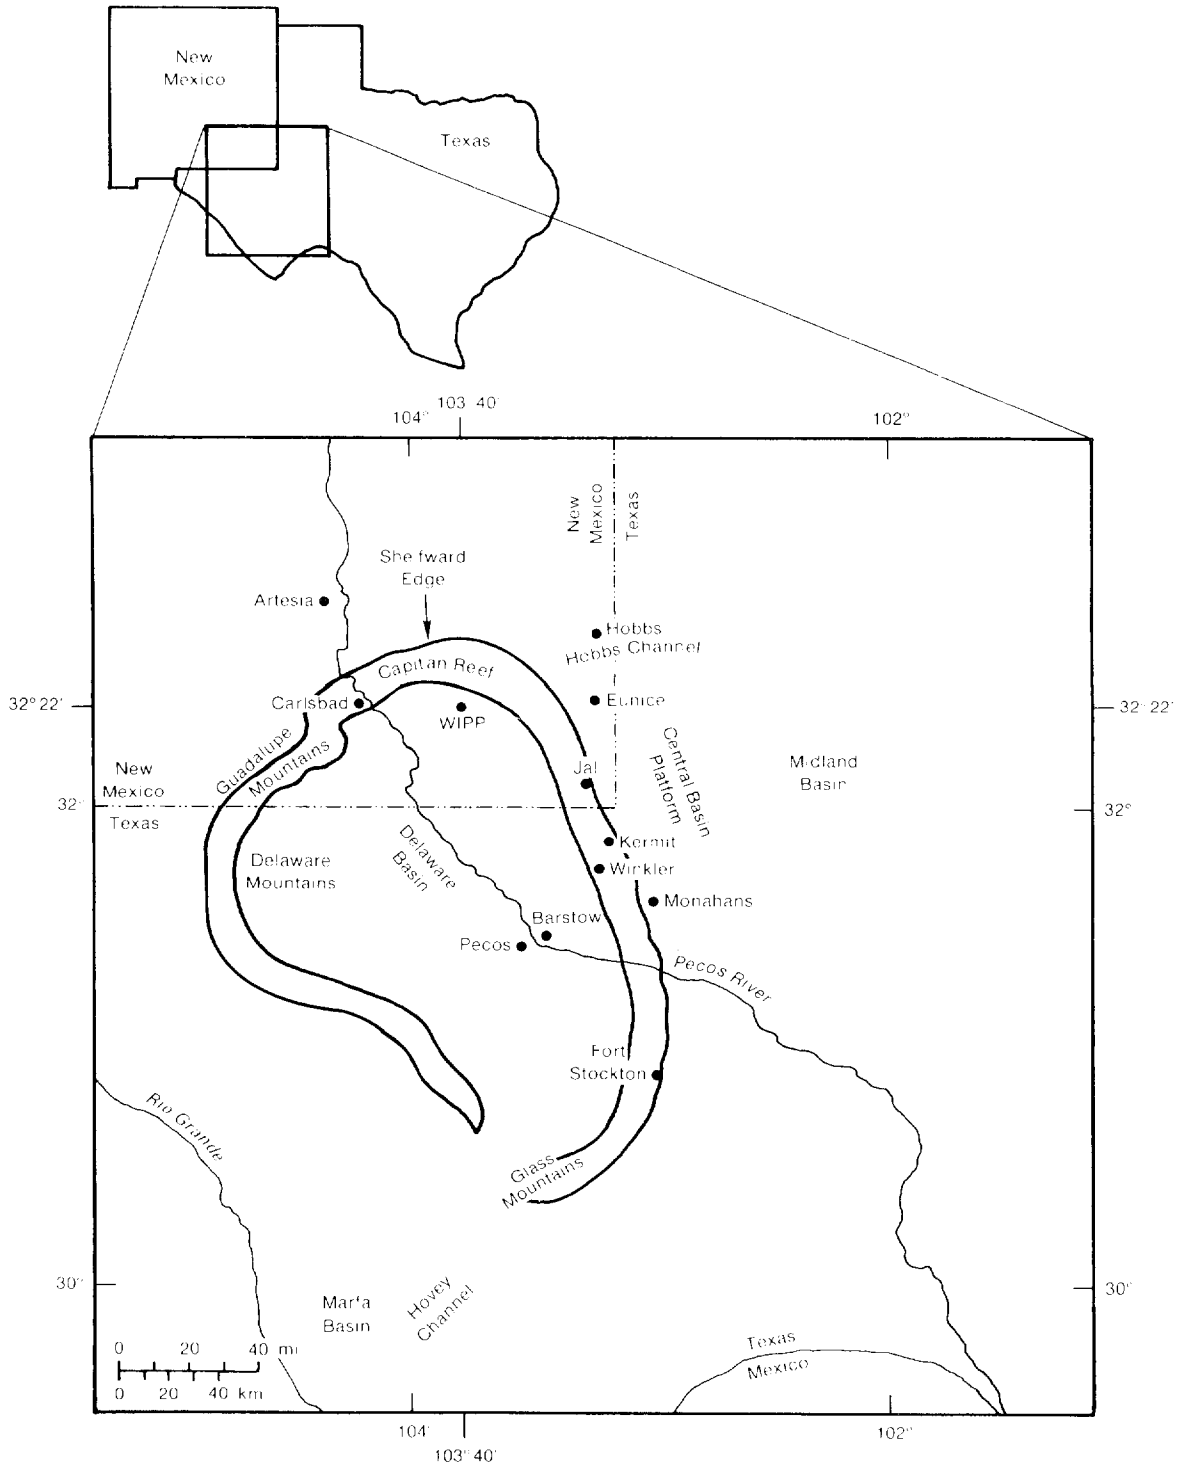 New
Mexico
Texas
103 40'
104°
102°
New
Mexico
Texas
She fward
Edge
Artesia
Hobbs
Hobbs Channel
Capitan Reef
32°22'
Carlsbad
WIPP
Eunice
32°22'
Guadalupe
Mountains
Central Basin
Platform
Midland
Basin
Jal
New
Mexico
32°
Texas
32°
Delaware
Basin
Kermit
Delaware
Mountains
Winkler
Monahans
Barstow
Pecos
Pecos River
Fort
Stockton
Rio Grande
Glass
Mountains
30°
30°
Hovey
Channel
Marfa
Basin
0 20 40 mi
0 20 40 km
Texas
Mexico
104°
102°
103°40'